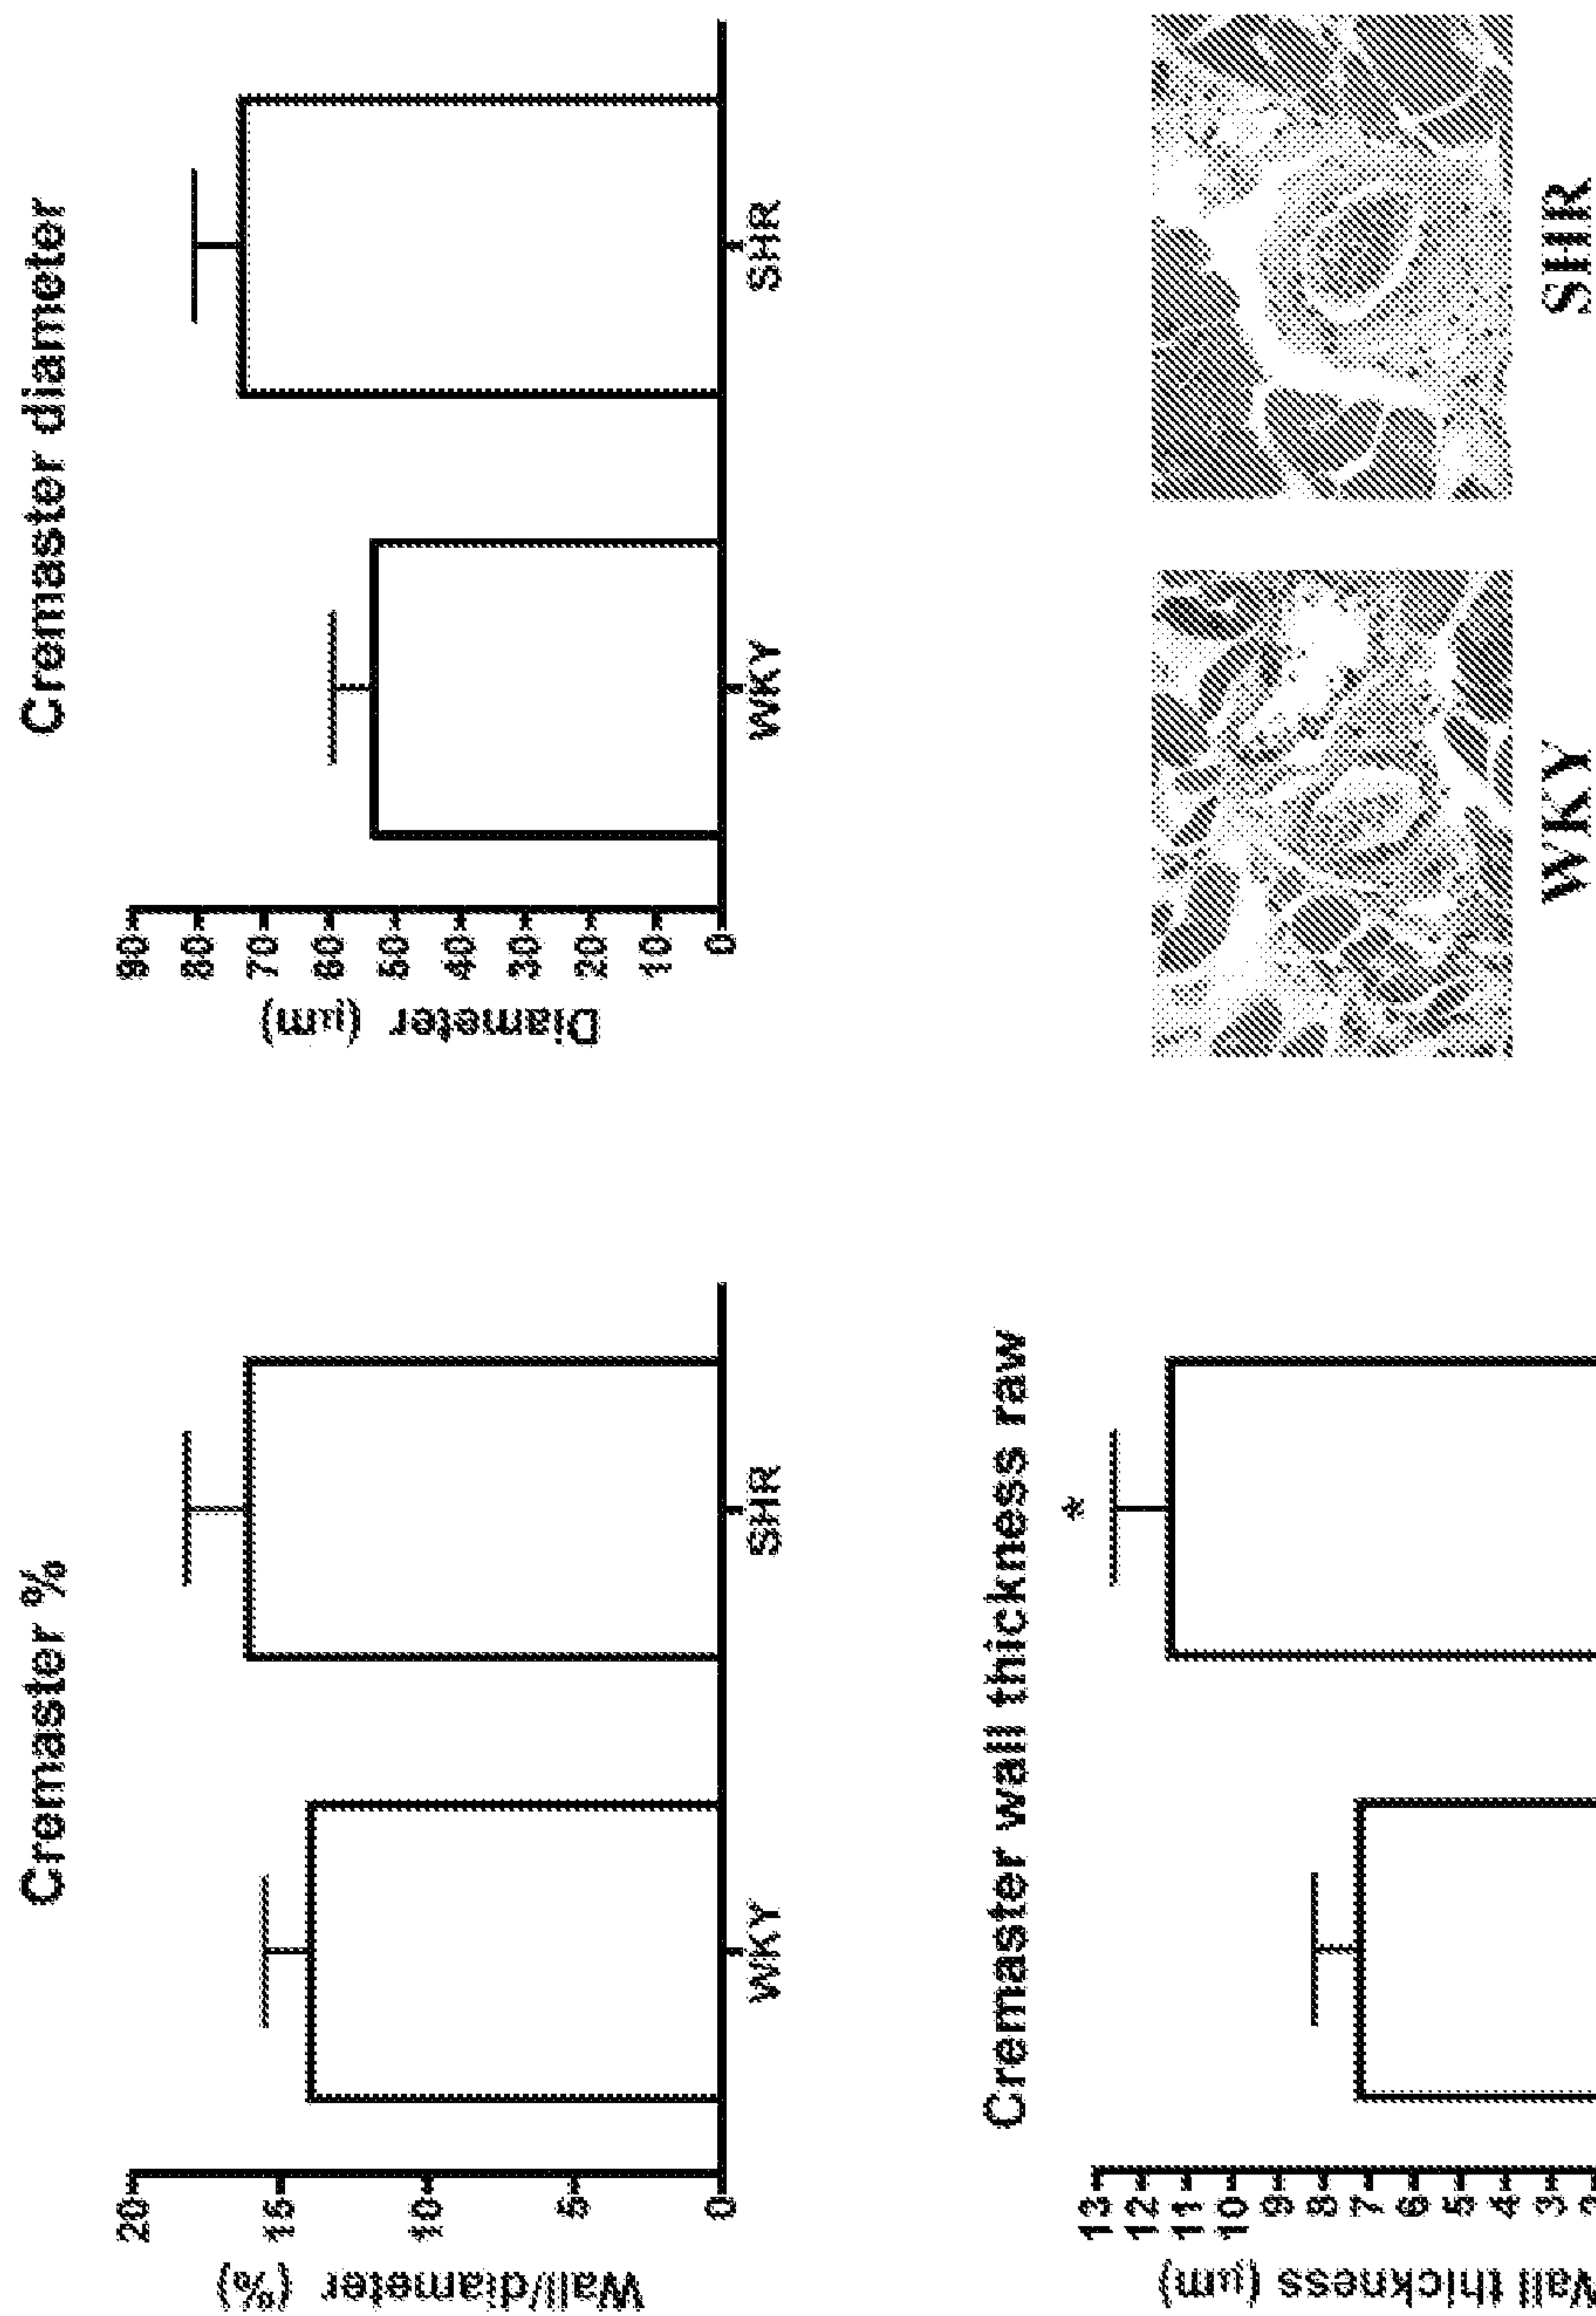 Cremaster %
Wall/diameter (%)
20
15
10
5
0
WKY
SHR
Cremaster diameter
Diameter (μm)
90
80
70
60
50
40
30
20
10
0
WKY
SHR
Cremaster wall thickness raw
Wall thickness (μm)
13
12
11
10
9
8
7
6
5
4
3
2
*
WKY
SHR